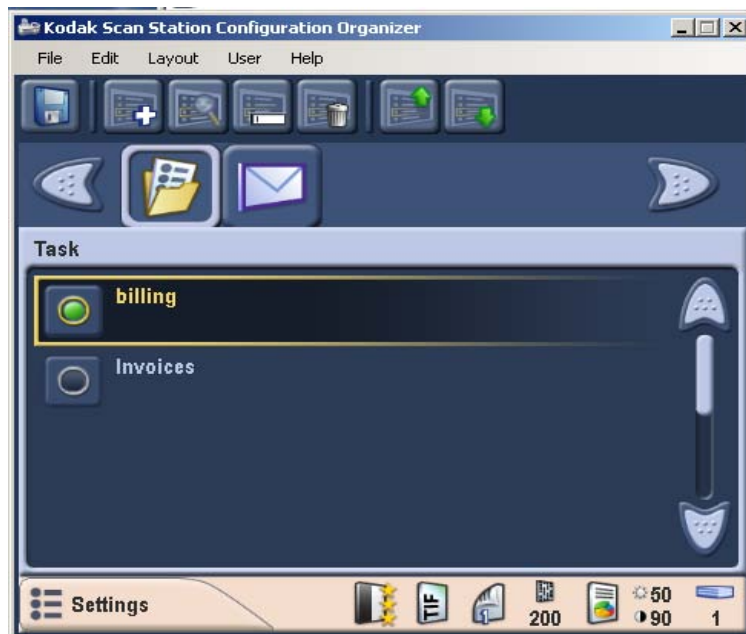 Kodak Scan Station Configuration Organizer
File Edit Layout User Help
Task
billing
Invoices
Settings TIF 1 200 50 90 1